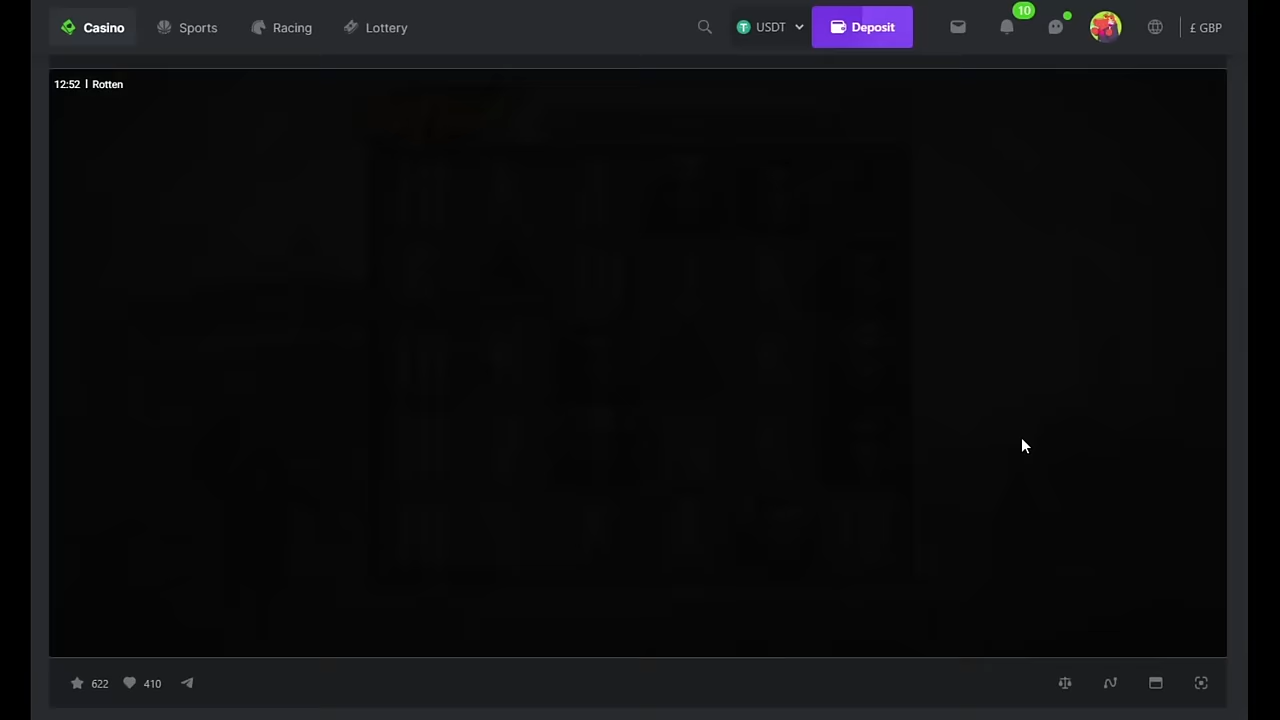 Casino
Sports
Racing
Lottery
USDT
Deposit
10
£ GBP
12:52 | Rotten
622
410